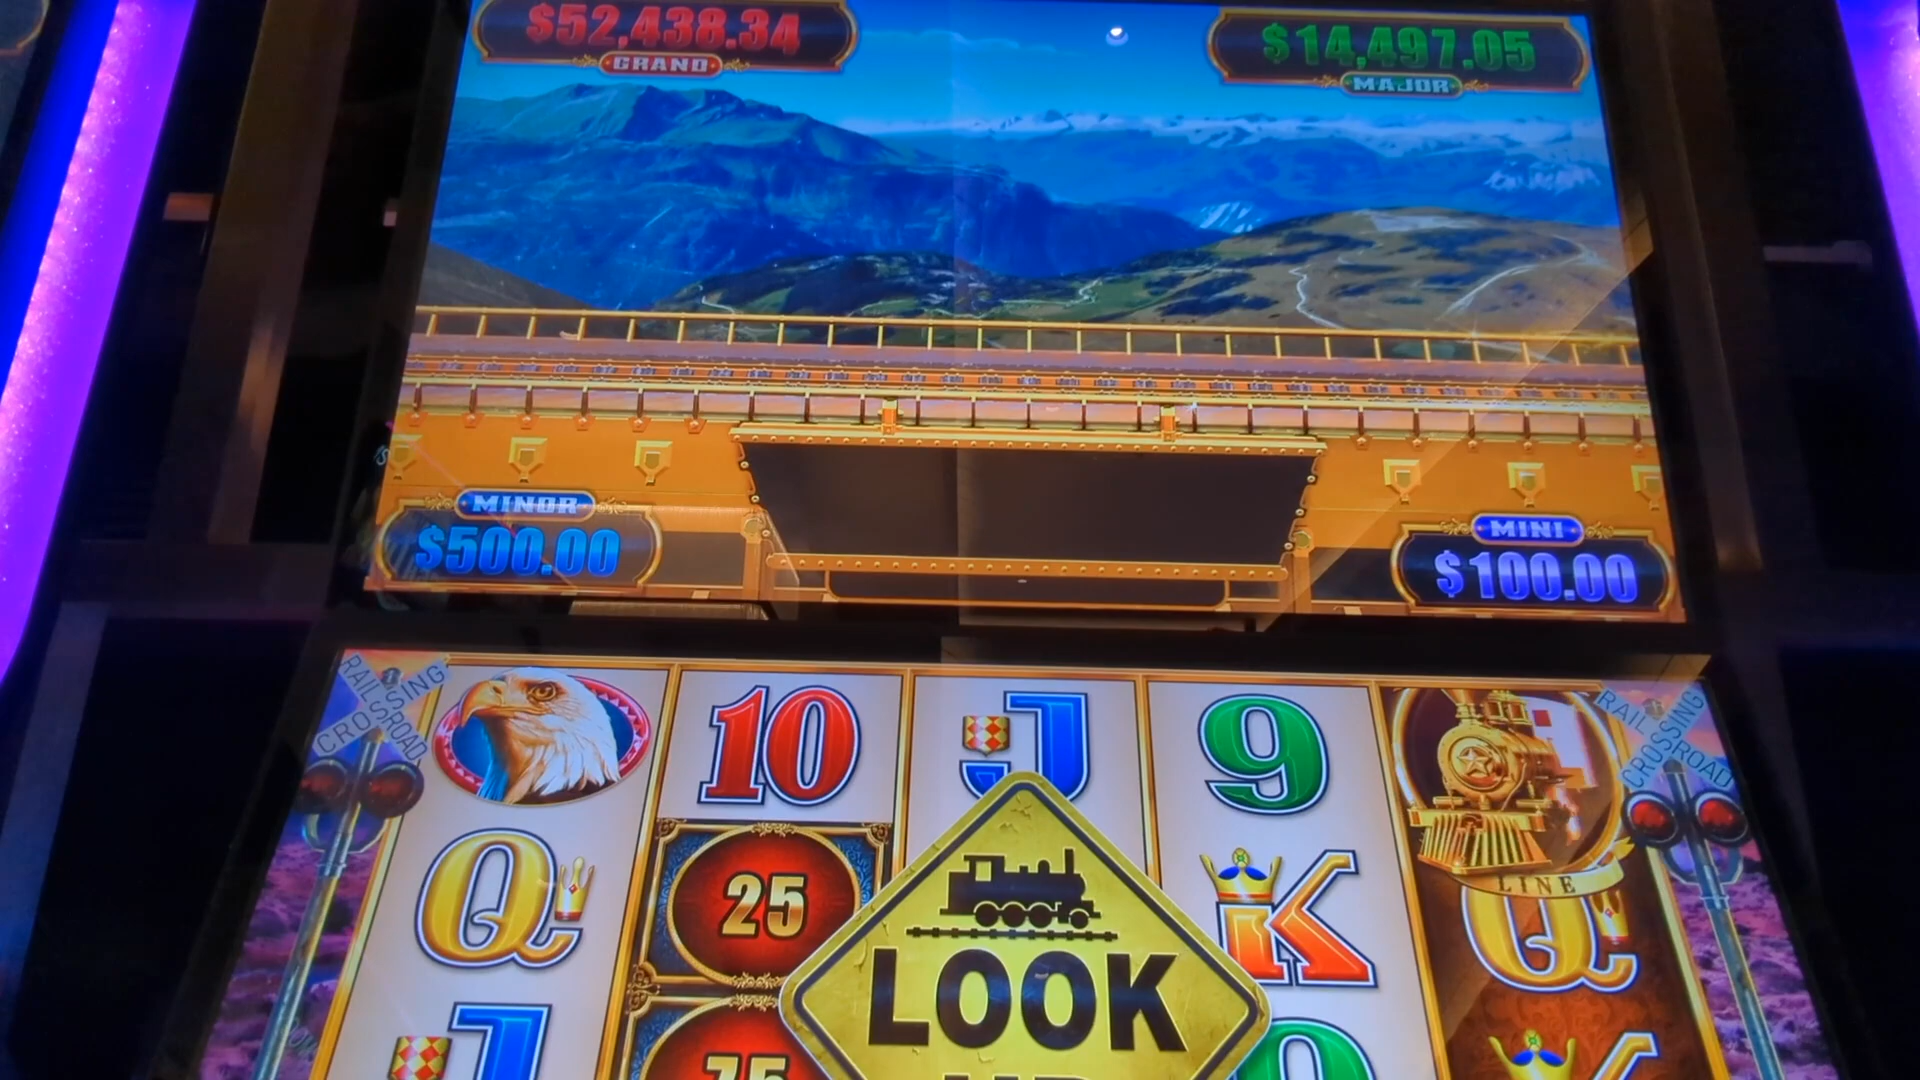 $52,438.34
GRAND
$14,497.05
MAJOR
MINOR
$500.00
MINI
$100.00
RAILROAD
CROSSING
RAILROAD
CROSSING
10
J
9
LINE
Q
25
K
Q
LOOK
J
75